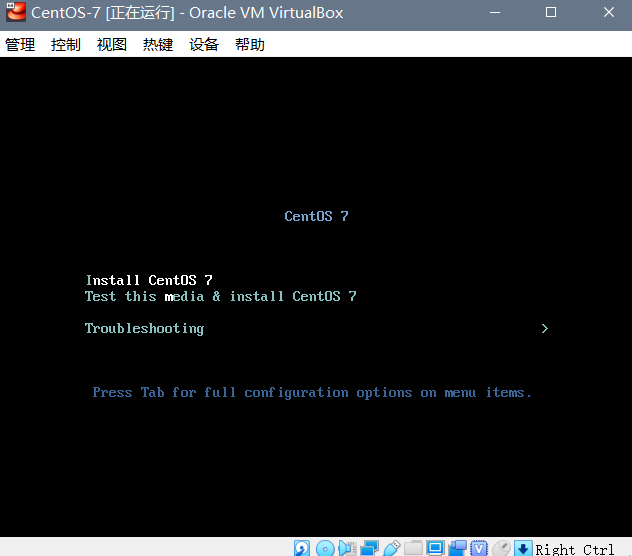 CentOS-7 [正在运行] - Oracle VM VirtualBox
管理 控制 视图 热键 设备 帮助
CentOS 7
Install CentOS 7
Test this media & install CentOS 7
Troubleshooting >
Press Tab for full configuration options on menu items.
Right Ctrl